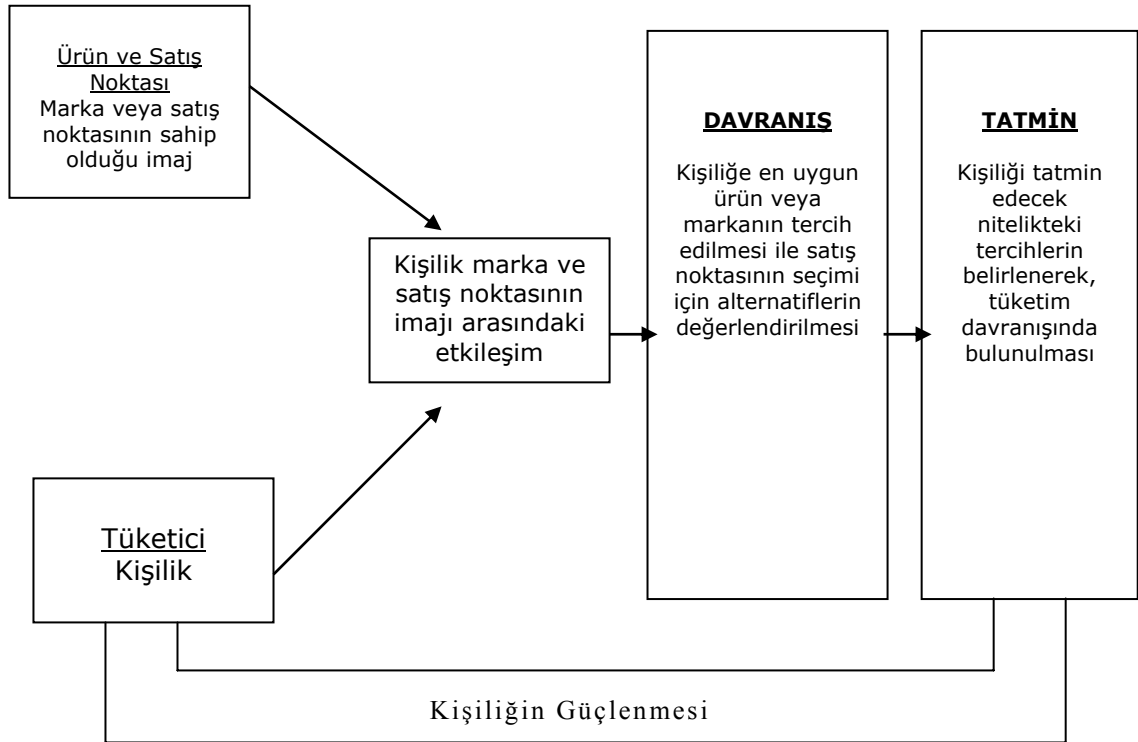 Ürün ve Satış
Noktası
Marka veya satış
noktasının sahip
olduğu imaj
Tüketici
Kişilik
Kişilik marka ve
satış noktasının
imajı arasındaki
etkileşim
DAVRANIŞ
Kişiliğe en uygun
ürün veya
markanın tercih
edilmesi ile satış
noktasının seçimi
için alternatiflerin
değerlendirilmesi
TATMİN
Kişiliği tatmin
edecek
nitelikteki
tercihlerin
belirlenerek,
tüketim
davranışında
bulunulması
Kişiliğin Güçlenmesi